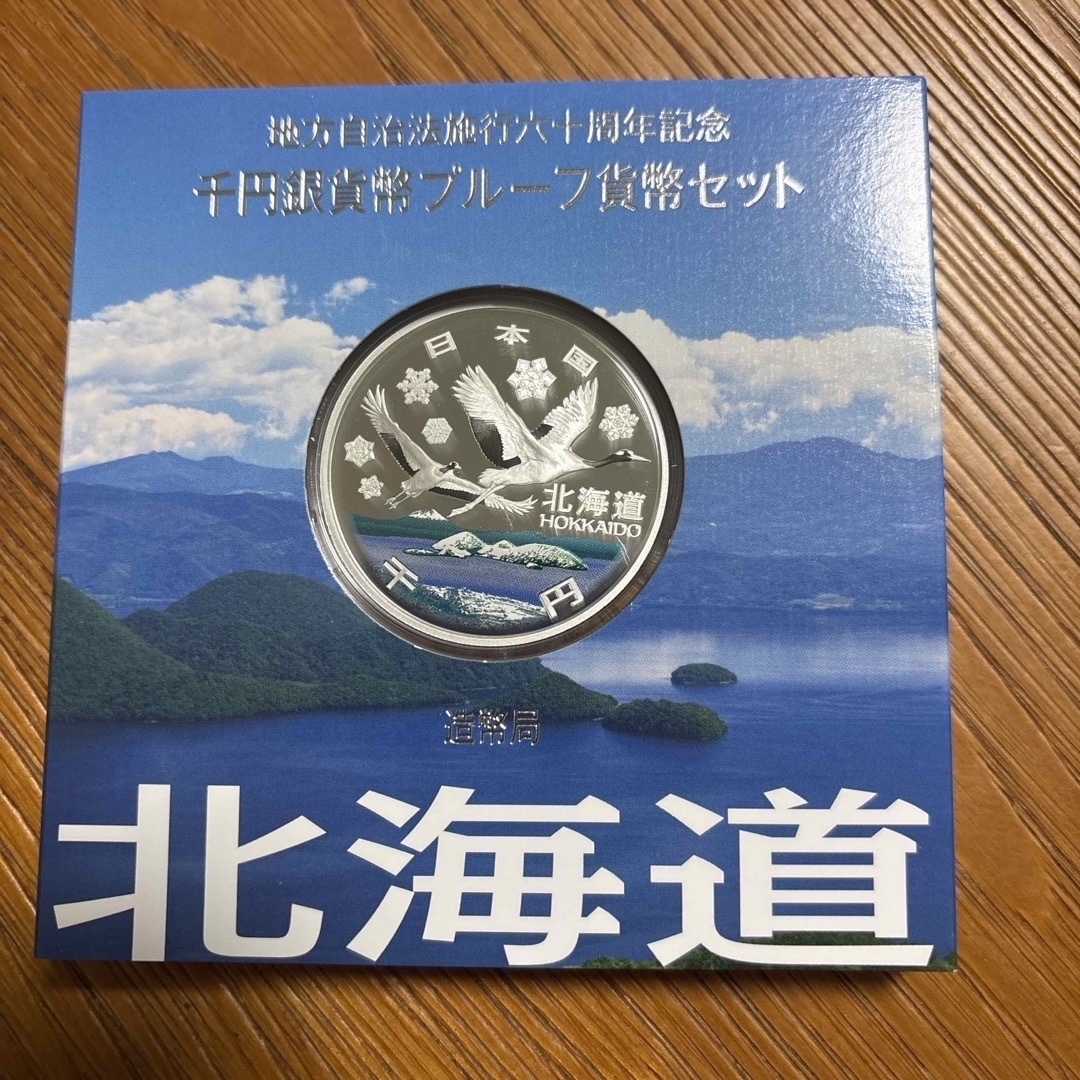 地方自治法施行六十周年記念
千円銀貨幣プルーフ貨幣セット
日本国
北海道
HOKKAIDO
千円
造幣局
北海道